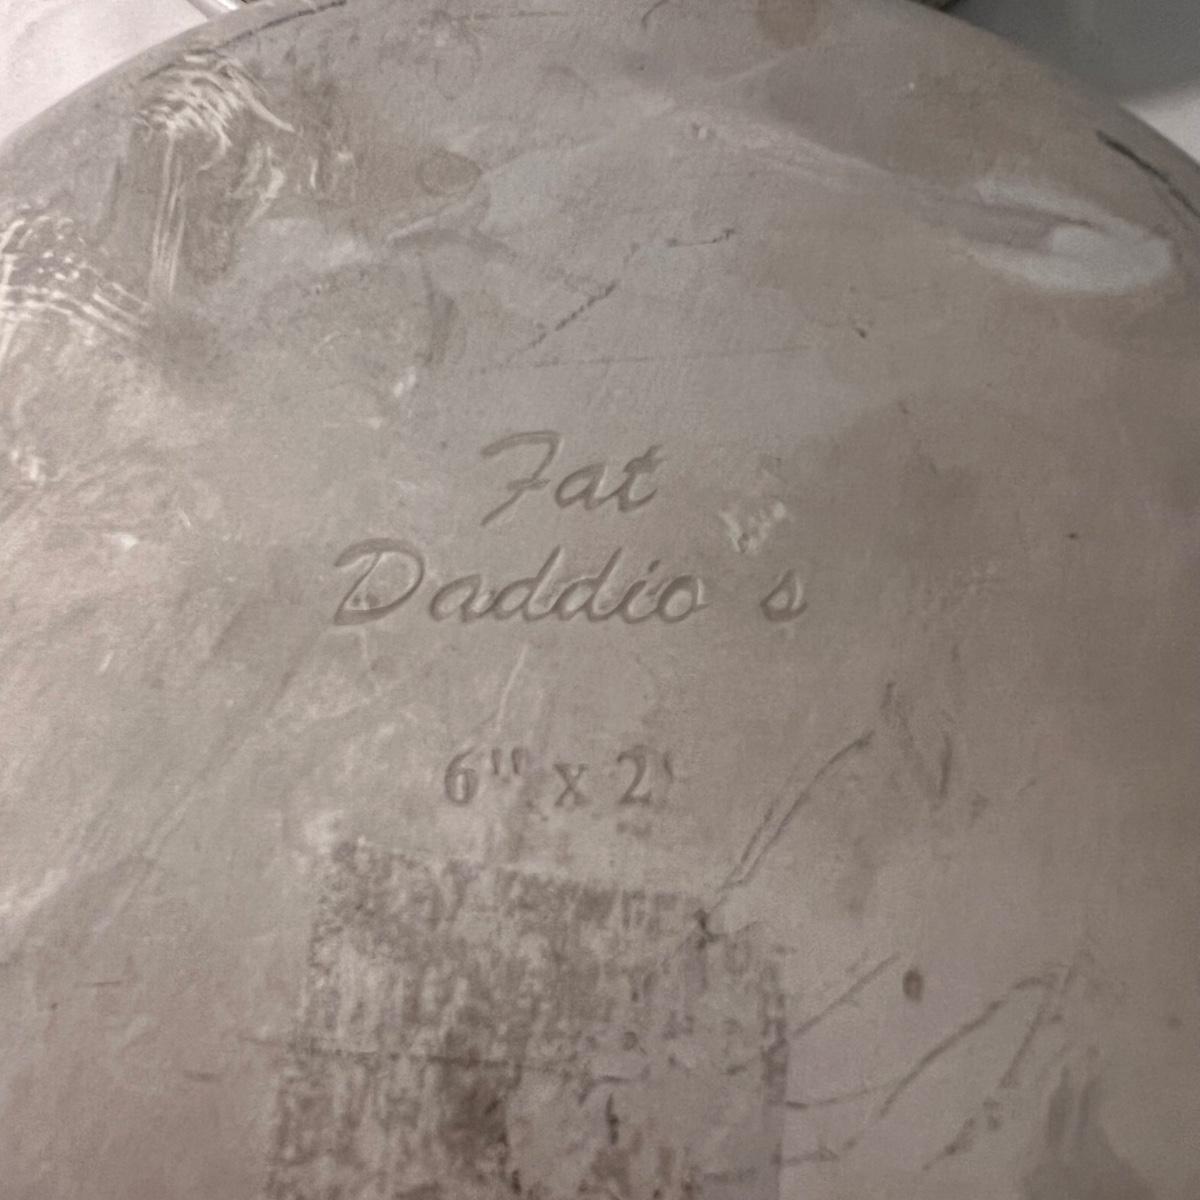 Fat
Daddio's
6" x 2"